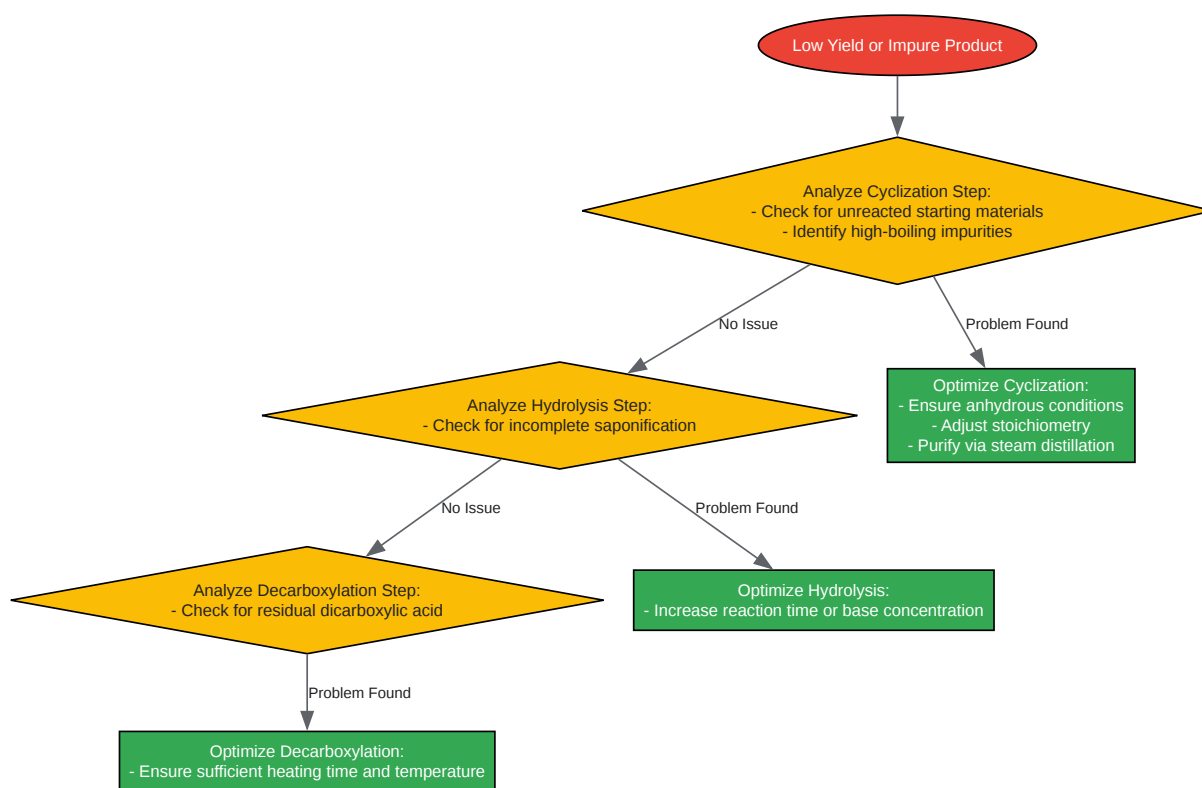 Low Yield or Impure Product
Analyze Cyclization Step:
- Check for unreacted starting materials
- Identify high-boiling impurities
No Issue
Problem Found
Optimize Cyclization:
- Ensure anhydrous conditions
- Adjust stoichiometry
- Purify via steam distillation
Analyze Hydrolysis Step:
- Check for incomplete saponification
No Issue
Problem Found
Analyze Decarboxylation Step:
- Check for residual dicarboxylic acid
Optimize Hydrolysis:
- Increase reaction time or base concentration
Problem Found
Optimize Decarboxylation:
- Ensure sufficient heating time and temperature